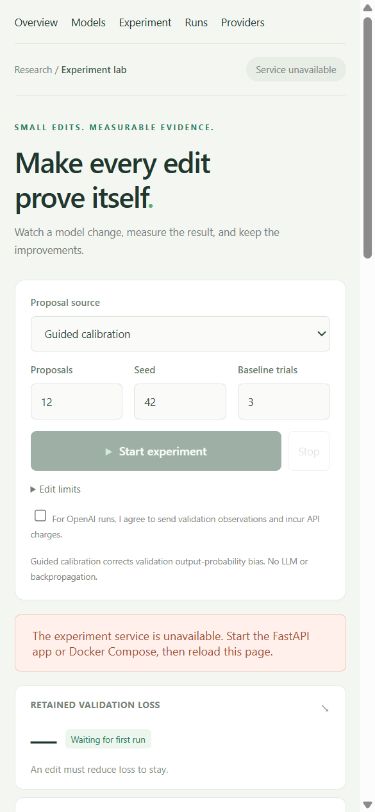 Overview Models Experiment Runs Providers
Research / Experiment lab Service unavailable
SMALL EDITS. MEASURABLE EVIDENCE.
Make every edit
prove itself.
Watch a model change, measure the result, and keep the
improvements.
Proposal source
Guided calibration
Proposals Seed Baseline trials
12 42 3
Start experiment Stop
Edit limits
For OpenAI runs, I agree to send validation observations and incur API
charges.
Guided calibration corrects validation output-probability bias. No LLM or
backpropagation.
The experiment service is unavailable. Start the FastAPI
app or Docker Compose, then reload this page.
RETAINED VALIDATION LOSS
Waiting for first run
An edit must reduce loss to stay.